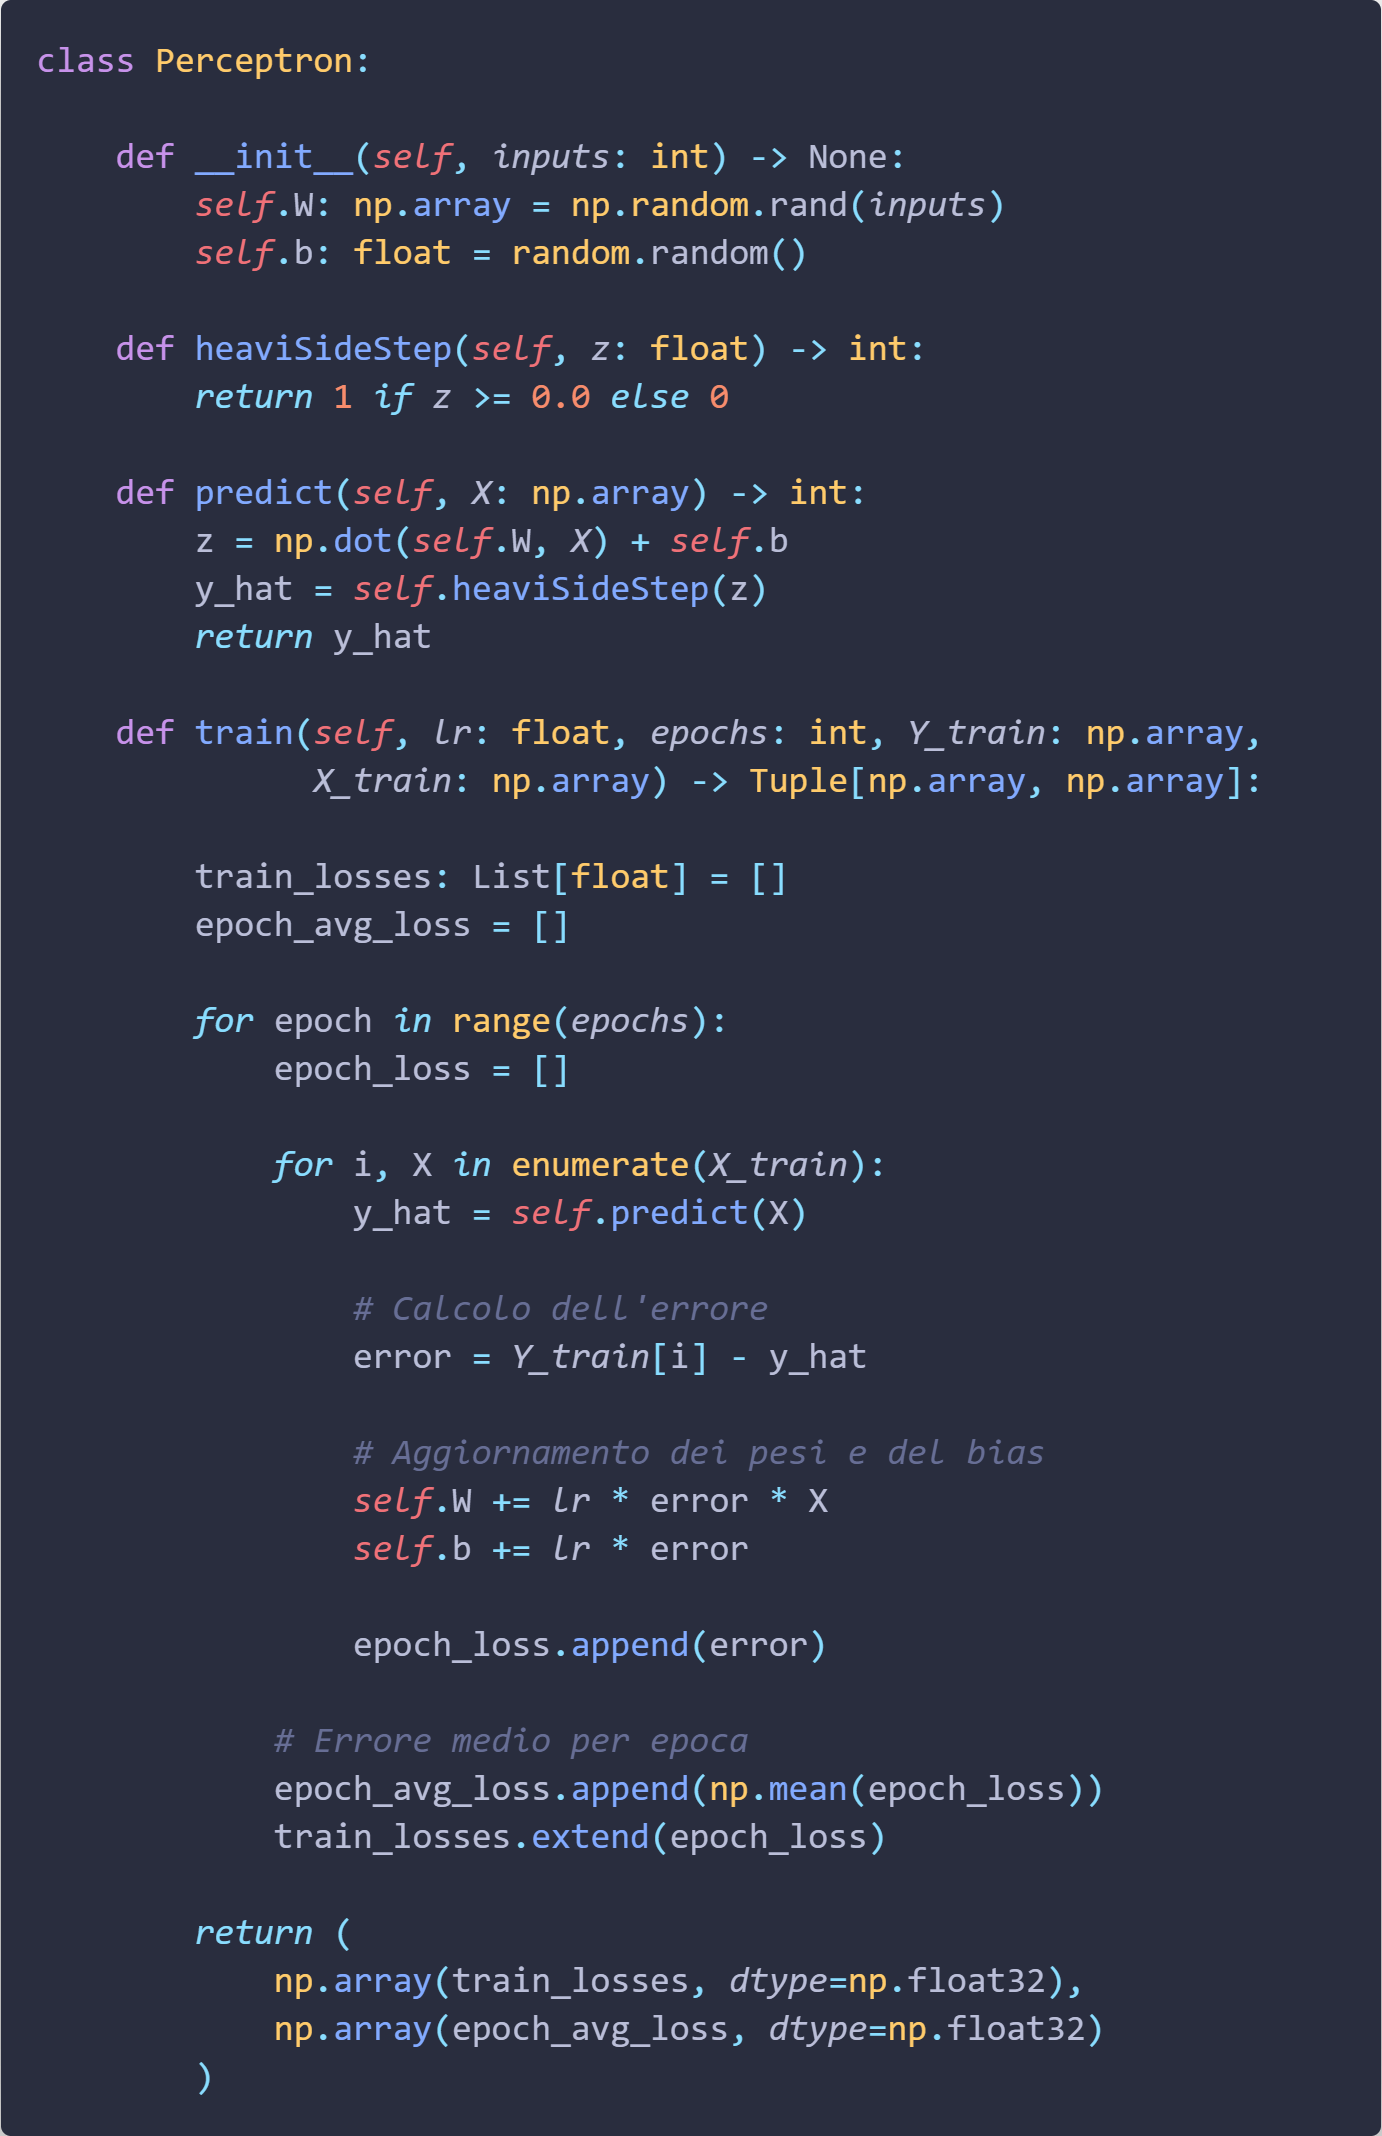 class Perceptron:
    def __init__(self, inputs: int) -> None:
        self.W: np.array = np.random.rand(inputs)
        self.b: float = random.random()
    def heaviSideStep(self, z: float) -> int:
        return 1 if z >= 0.0 else 0
    def predict(self, X: np.array) -> int:
        z = np.dot(self.W, X) + self.b
        y_hat = self.heaviSideStep(z)
        return y_hat
    def train(self, lr: float, epochs: int, Y_train: np.array,
              X_train: np.array) -> Tuple[np.array, np.array]:
        train_losses: List[float] = []
        epoch_avg_loss = []
        for epoch in range(epochs):
            epoch_loss = []
            for i, X in enumerate(X_train):
                y_hat = self.predict(X)
                # Calcolo dell'errore
                error = Y_train[i] - y_hat
                # Aggiornamento dei pesi e del bias
                self.W += lr * error * X
                self.b += lr * error
                epoch_loss.append(error)
            # Errore medio per epoca
            epoch_avg_loss.append(np.mean(epoch_loss))
            train_losses.extend(epoch_loss)
        return (
            np.array(train_losses, dtype=np.float32),
            np.array(epoch_avg_loss, dtype=np.float32)
        )